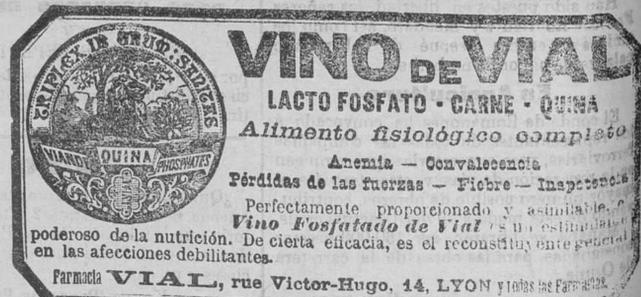 TRIPLEX IN UNUM: SANITAS
VIANDE QUINA PHOSPHATES
VINO DE VIAL
LACTO FOSFATO - CARNE - QUINA
Alimento fisiológico completo
Anemia — Convalecencia
Pérdidas de las fuerzas — Fiebre — Inapetencia
Perfectamente proporcionado y asimilable, e
Vino Fosfatado de Vial es un estimulante
poderoso de la nutrición. De cierta eficacia, es el reconstituyente general
en las afecciones debilitantes.
Farmacia VIAL, rue Victor-Hugo, 14, LYON y todas las Farmacias.